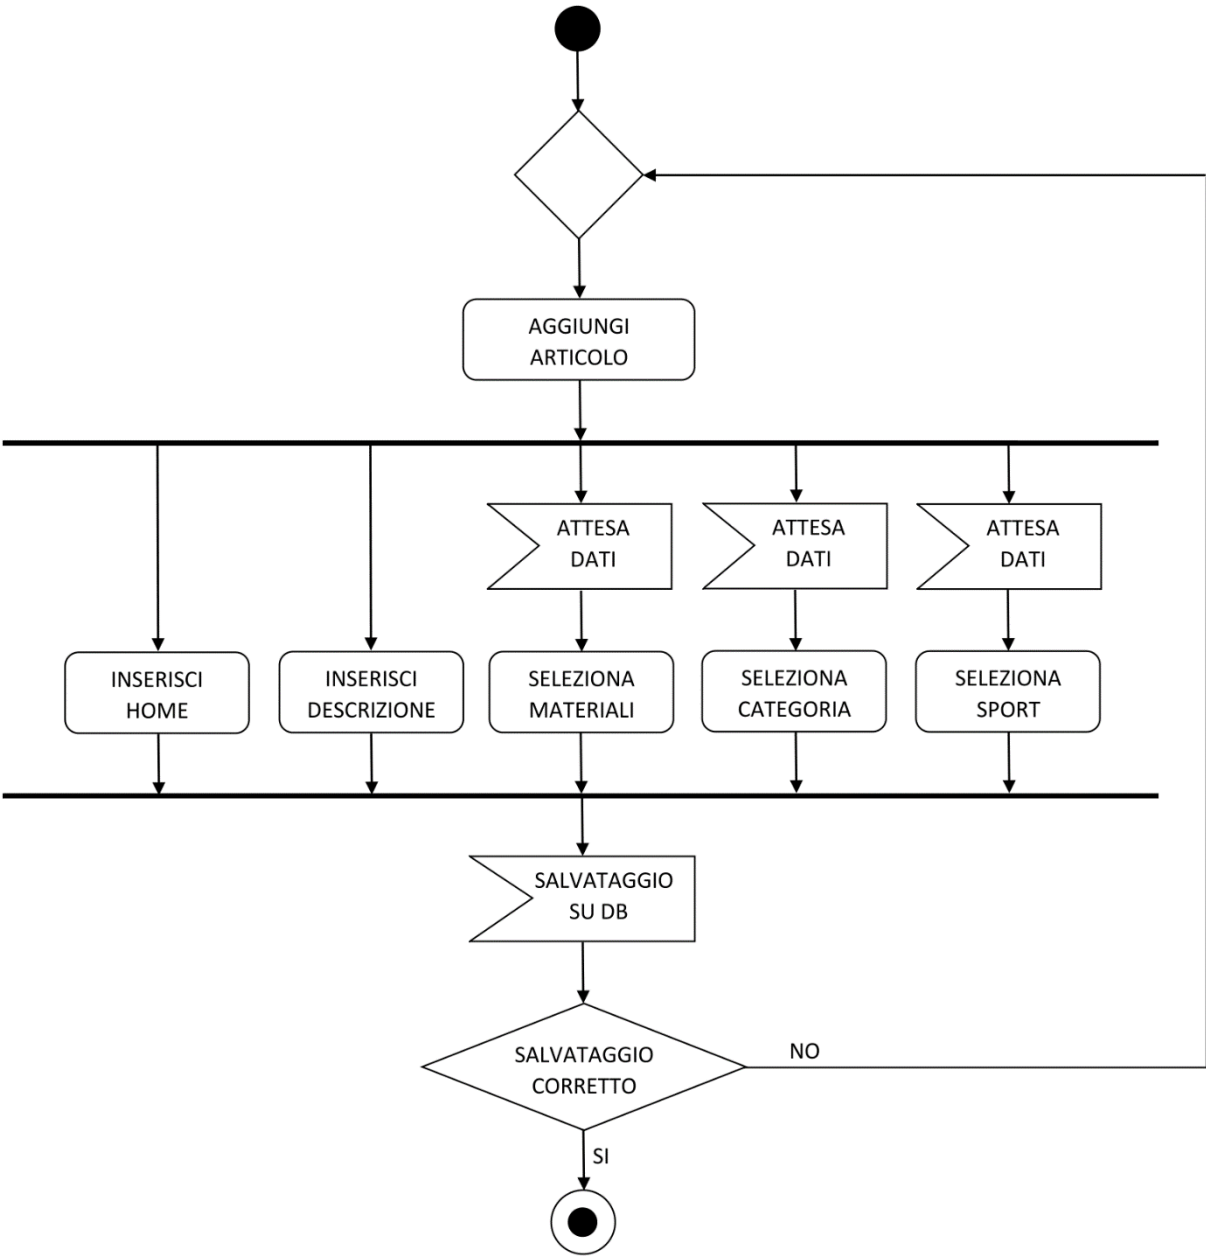 AGGIUNGI
ARTICOLO
ATTESA
DATI
ATTESA
DATI
ATTESA
DATI
INSERISCI
HOME
INSERISCI
DESCRIZIONE
SELEZIONA
MATERIALI
SELEZIONA
CATEGORIA
SELEZIONA
SPORT
SALVATAGGIO
SU DB
SALVATAGGIO
CORRETTO
NO
SI